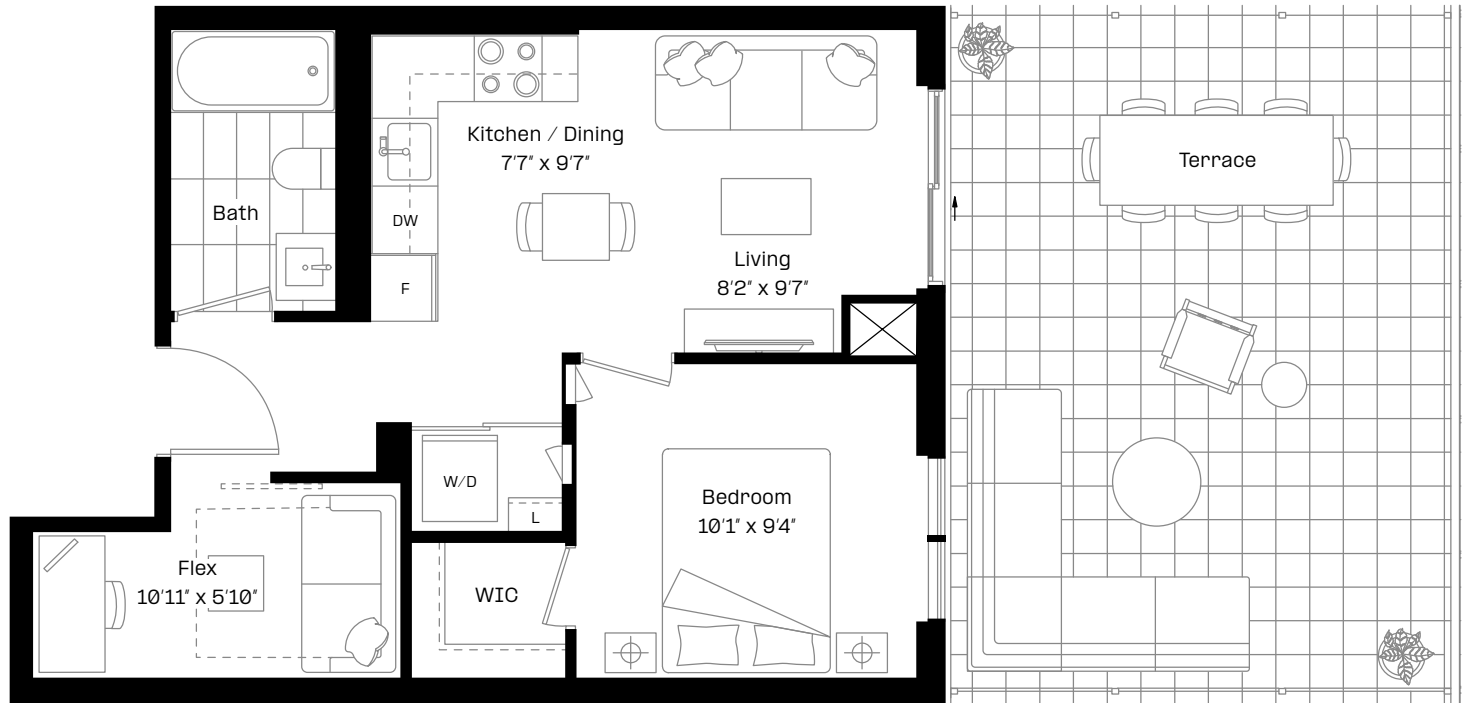 Kitchen / Dining
7'7" x 9'7"
Terrace
Bath
DW
Living
8'2" x 9'7"
F
W/D
L
Bedroom
10'1" x 9'4"
Flex
10'11" x 5'10"
WIC